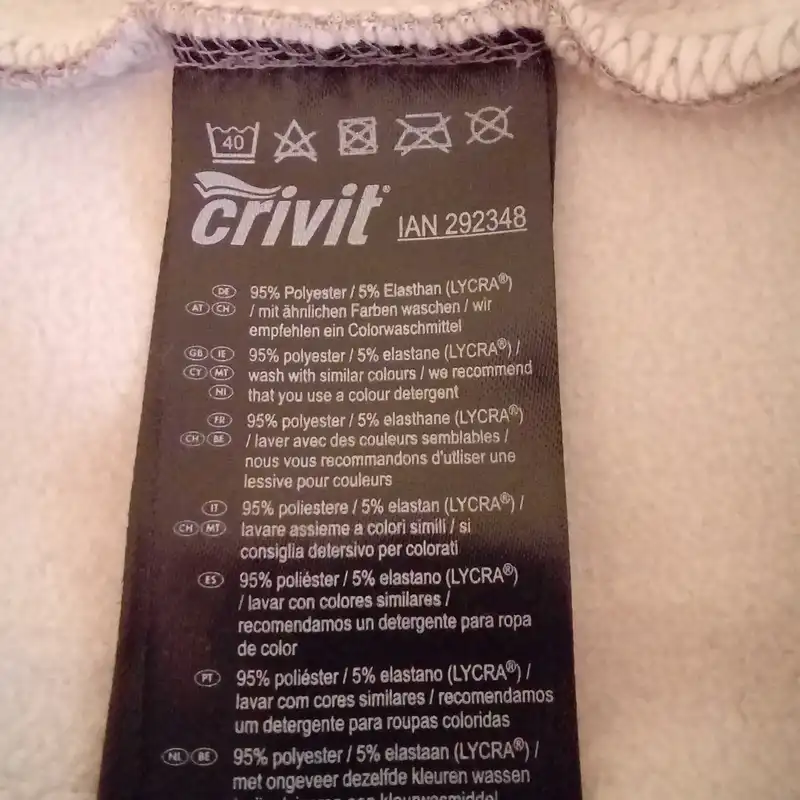 40
crivit® IAN 292348
DE 95% Polyester / 5% Elasthan (LYCRA®)
AT CH / mit ähnlichen Farben waschen / wir
empfehlen ein Colorwaschmittel
GB IE 95% polyester / 5% elastane (LYCRA®) /
CY MT wash with similar colours / we recommend
NI that you use a colour detergent
FR 95% polyester / 5% elasthane (LYCRA®)
CH BE / laver avec des couleurs semblables /
nous vous recommandons d'utliser une
lessive pour couleurs
IT 95% poliestere / 5% elastan (LYCRA®) /
CH MT lavare assieme a colori simili / si
consiglia detersivo per colorati
ES 95% poliéster / 5% elastano (LYCRA®)
/ lavar con colores similares /
recomendamos un detergente para ropa
de color
PT 95% poliéster / 5% elastano (LYCRA®) /
lavar com cores similares / recomendamos
um detergente para roupas coloridas
NL BE 95% polyester / 5% elastaan (LYCRA®) /
met ongeveer dezelfde kleuren wassen